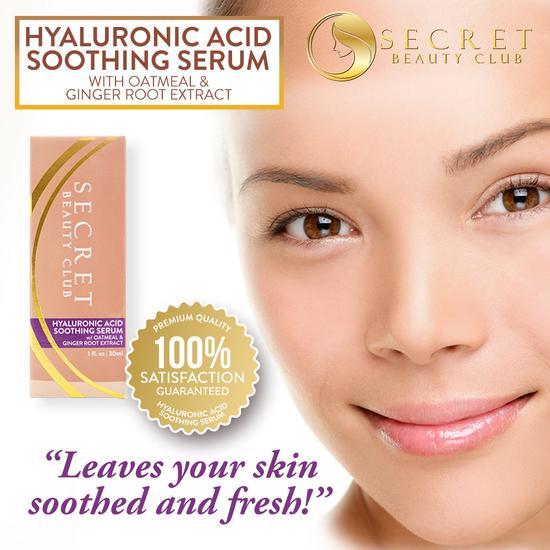 HYALURONIC ACID
SOOTHING SERUM
WITH OATMEAL &
GINGER ROOT EXTRACT
SECRET
BEAUTY CLUB
SECRET
BEAUTY CLUB
HYALURONIC ACID
SOOTHING SERUM
w/ OATMEAL &
GINGER ROOT EXTRACT
1 fl. oz | 30ml
PREMIUM QUALITY
100%
SATISFACTION
GUARANTEED
HYALURONIC ACID
SOOTHING SERUM
“Leaves your skin
soothed and fresh!”